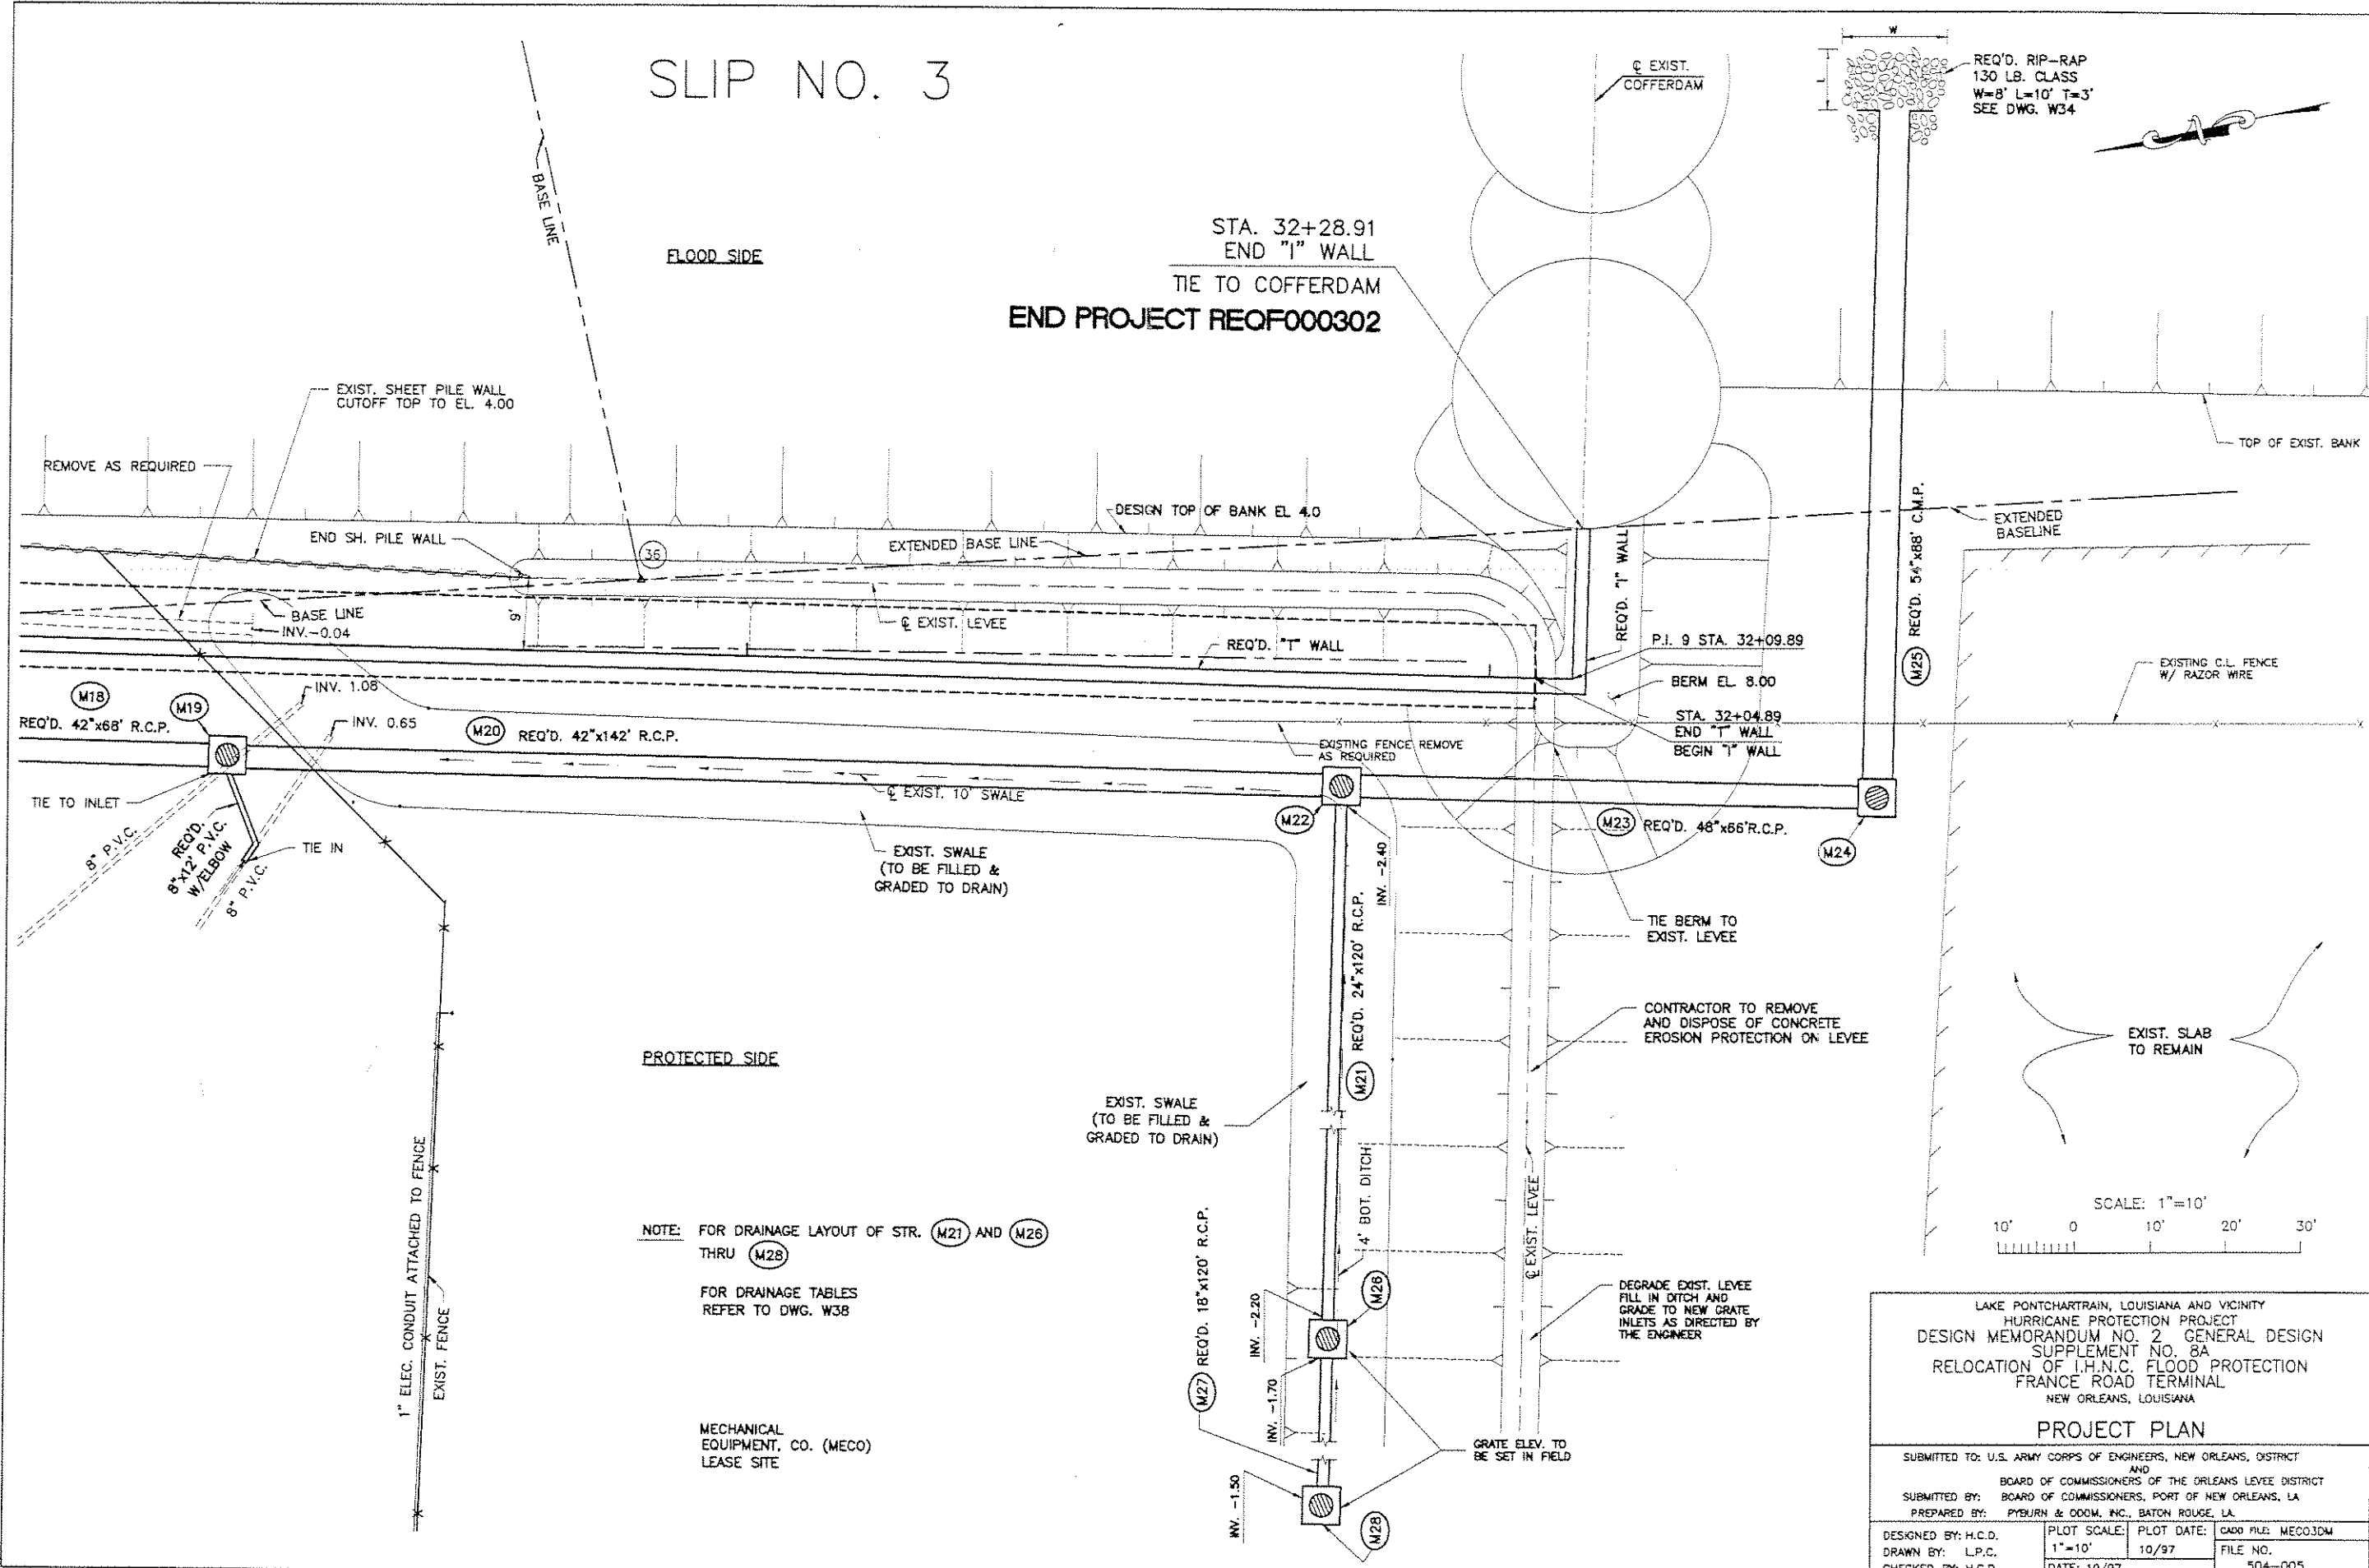 SLIP NO. 3
℄ EXIST.
COFFERDAM
W
L
REQ'D. RIP-RAP
130 LB. CLASS
W=8' L=10' T=3'
SEE DWG. W34
BASE LINE
FLOOD SIDE
STA. 32+28.91
END "I" WALL
TIE TO COFFERDAM
END PROJECT REQF000302
EXIST. SHEET PILE WALL
CUTOFF TOP TO EL. 4.00
REMOVE AS REQUIRED
TOP OF EXIST. BANK
DESIGN TOP OF BANK EL 4.0
END SH. PILE WALL
36
EXTENDED BASE LINE
EXTENDED
BASELINE
BASE LINE
INV.-0.04
9'
℄ EXIST. LEVEE
REQ'D. "T" WALL
REQ'D. "I" WALL
P.I. 9 STA. 32+09.89
BERM EL 8.00
M25 REQ'D. 54"x88' C.M.P.
EXISTING C.L. FENCE
W/ RAZOR WIRE
M18
REQ'D. 42"x68' R.C.P.
M19
INV. 1.08
INV. 0.65
M20 REQ'D. 42"x142' R.C.P.
EXISTING FENCE REMOVE
AS REQUIRED
STA. 32+04.89
END "T" WALL
BEGIN "I" WALL
TIE TO INLET
℄ EXIST. 10' SWALE
8" P.V.C.
REQ'D.
8"x12' P.V.C.
W/ELBOW
TIE IN
8" P.V.C.
M22
M23 REQ'D. 48"x66'R.C.P.
M24
EXIST. SWALE
(TO BE FILLED &
GRADED TO DRAIN)
INV. -2.40
TIE BERM TO
EXIST. LEVEE
M21 REQ'D. 24"x120' R.C.P.
CONTRACTOR TO REMOVE
AND DISPOSE OF CONCRETE
EROSION PROTECTION ON LEVEE
EXIST. SLAB
TO REMAIN
PROTECTED SIDE
EXIST. SWALE
(TO BE FILLED &
GRADED TO DRAIN)
1" ELEC. CONDUIT ATTACHED TO FENCE
EXIST. FENCE
4' BOT. DITCH
℄ EXIST. LEVEE
NOTE: FOR DRAINAGE LAYOUT OF STR. M21 AND M26
THRU M28
FOR DRAINAGE TABLES
REFER TO DWG. W38
M27 REQ'D. 18"x120' R.C.P.
INV. -2.20
M26
DEGRADE EXIST. LEVEE
FILL IN DITCH AND
GRADE TO NEW GRATE
INLETS AS DIRECTED BY
THE ENGINEER
INV. -1.70
MECHANICAL
EQUIPMENT, CO. (MECO)
LEASE SITE
GRATE ELEV. TO
BE SET IN FIELD
INV. -1.50
M28
SCALE: 1"=10'
10' 0 10' 20' 30'
LAKE PONTCHARTRAIN, LOUISIANA AND VICINITY
HURRICANE PROTECTION PROJECT
DESIGN MEMORANDUM NO. 2 GENERAL DESIGN
SUPPLEMENT NO. 8A
RELOCATION OF I.H.N.C. FLOOD PROTECTION
FRANCE ROAD TERMINAL
NEW ORLEANS, LOUISIANA
PROJECT PLAN
SUBMITTED TO: U.S. ARMY CORPS OF ENGINEERS, NEW ORLEANS, DISTRICT
AND
BOARD OF COMMISSIONERS OF THE ORLEANS LEVEE DISTRICT
SUBMITTED BY: BOARD OF COMMISSIONERS, PORT OF NEW ORLEANS, LA
PREPARED BY: PYBURN & ODOM, INC., BATON ROUGE, LA.
DESIGNED BY: H.C.D. PLOT SCALE: PLOT DATE: CADD FILE: MECO3DM
DRAWN BY: L.P.C. 1"=10' 10/97 FILE NO.
CHECKED BY: H.C.D. DATE: 10/97 504-005